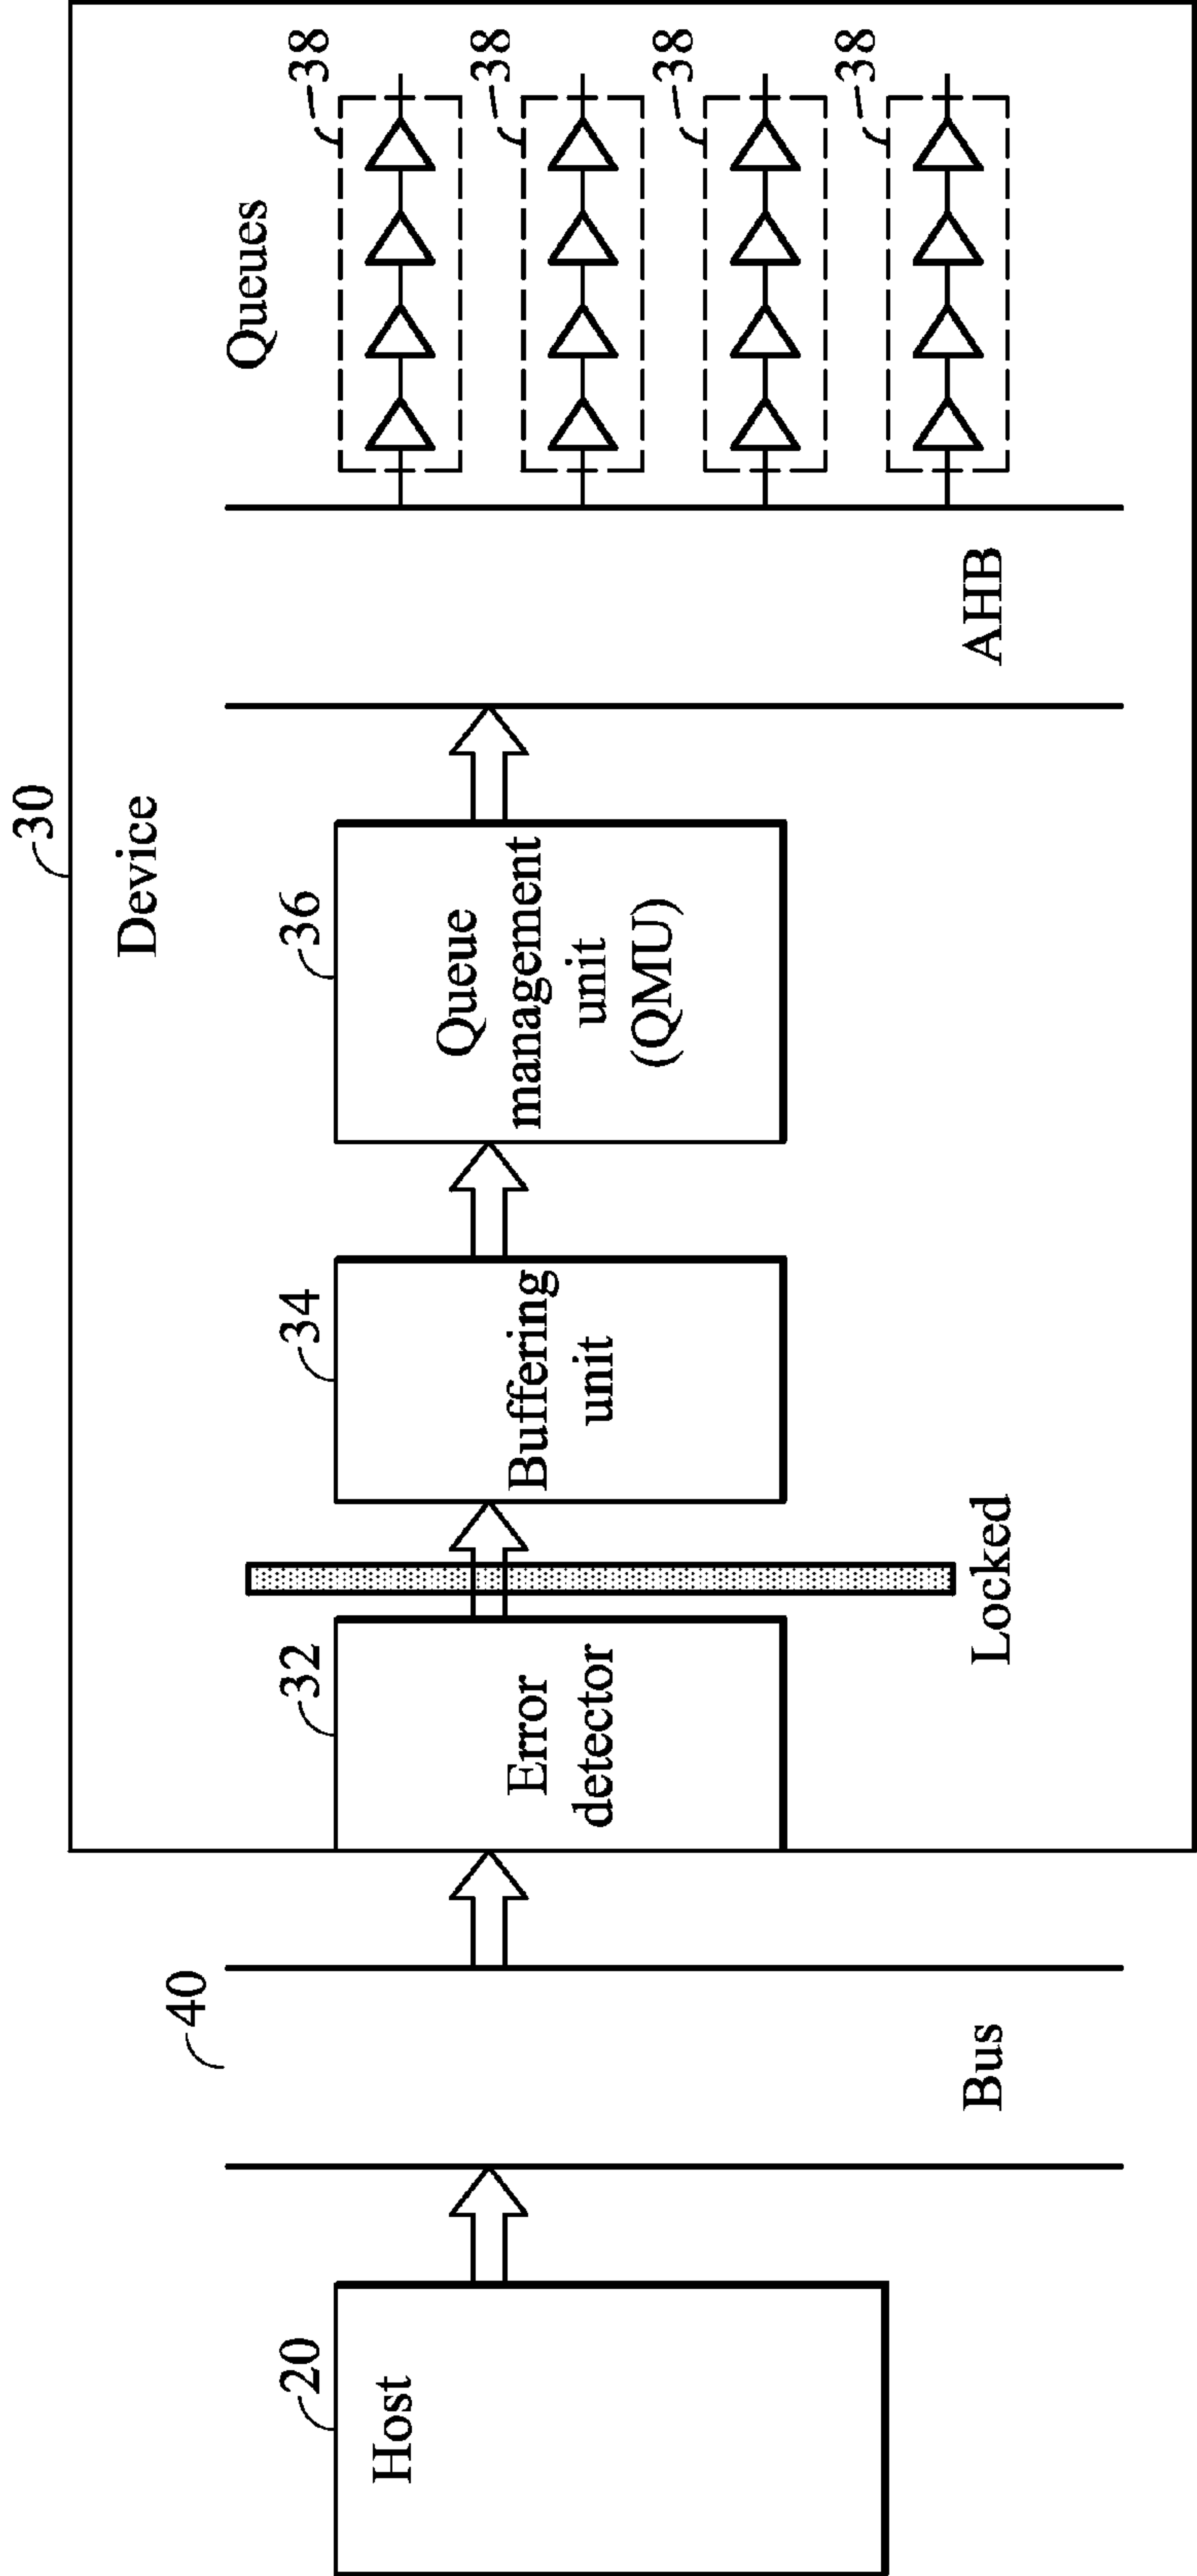 30
Device
Queues
20
Host
40
Bus
32
Error
detector
Locked
34
Buffering
unit
36
Queue
management
unit
(QMU)
AHB
38
38
38
38